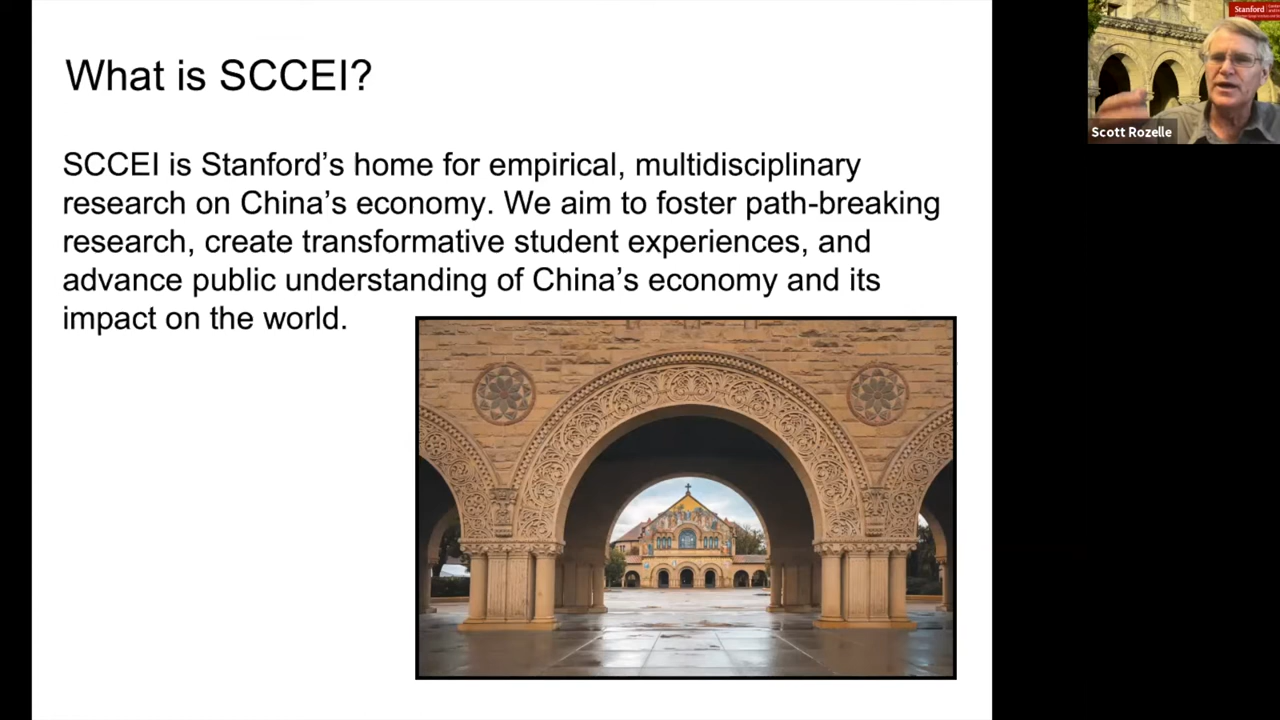 What is SCCEI?
SCCEI is Stanford’s home for empirical, multidisciplinary
research on China’s economy. We aim to foster path-breaking
research, create transformative student experiences, and
advance public understanding of China’s economy and its
impact on the world.
Stanford
Scott Rozelle